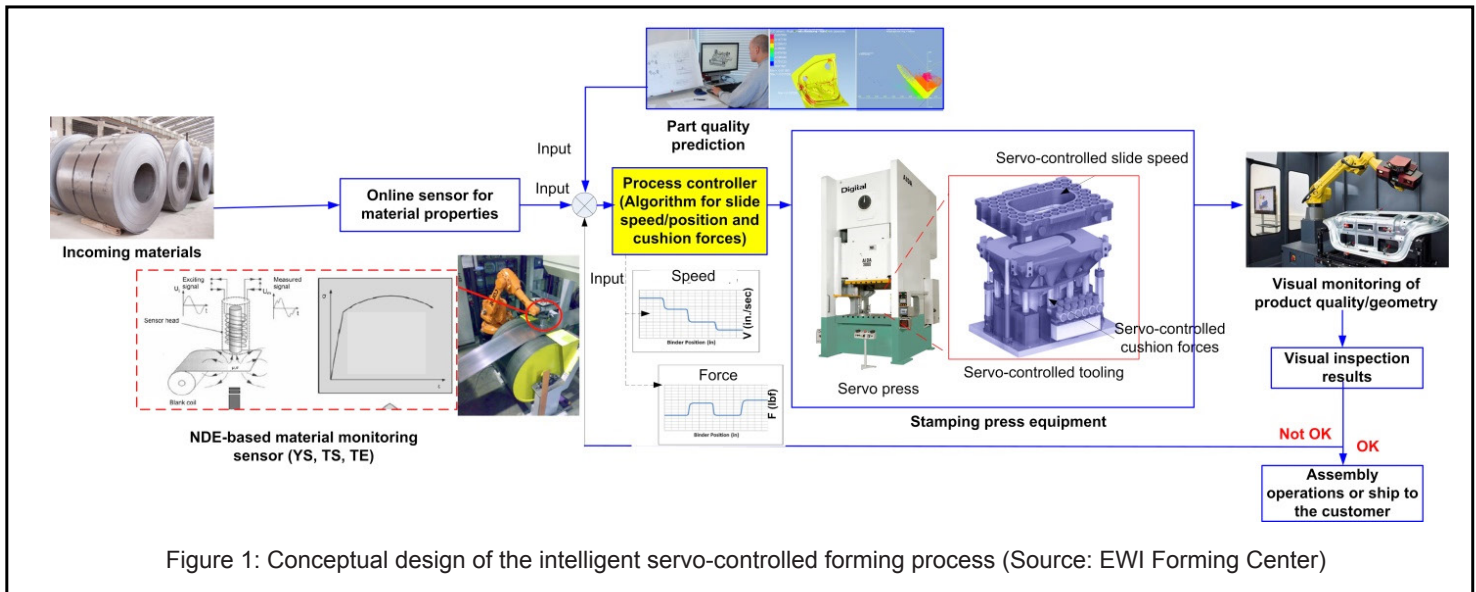 Part quality
prediction
Input
Incoming materials
Online sensor for
material properties
Input
Process controller
(Algorithm for slide
speed/position and
cushion forces)
Input
Digital
AIDA
Servo press
Servo-controlled slide speed
Servo-controlled
cushion forces
Servo-controlled tooling
Stamping press equipment
Visual monitoring of
product quality/geometry
Visual inspection
results
Not OK
OK
Assembly
operations or ship to
the customer
Exciting
signal
Measured
signal
Sensor head
Blank coil
σ
NDE-based material monitoring
sensor (YS, TS, TE)
Speed
V (in./sec)
Binder Position (in)
Force
F (lbf)
Binder Position (in)
Figure 1: Conceptual design of the intelligent servo-controlled forming process (Source: EWI Forming Center)